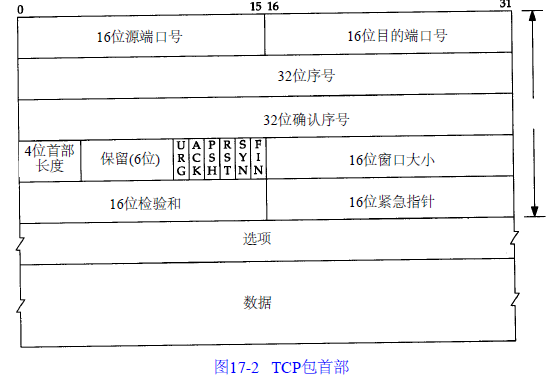 0 15 16 31
16位源端口号 16位目的端口号
32位序号
32位确认序号
4位首部长度 保留(6位) URG ACK PSH RST SYN FIN 16位窗口大小
16位检验和 16位紧急指针
选项
数据
图17-2 TCP包首部